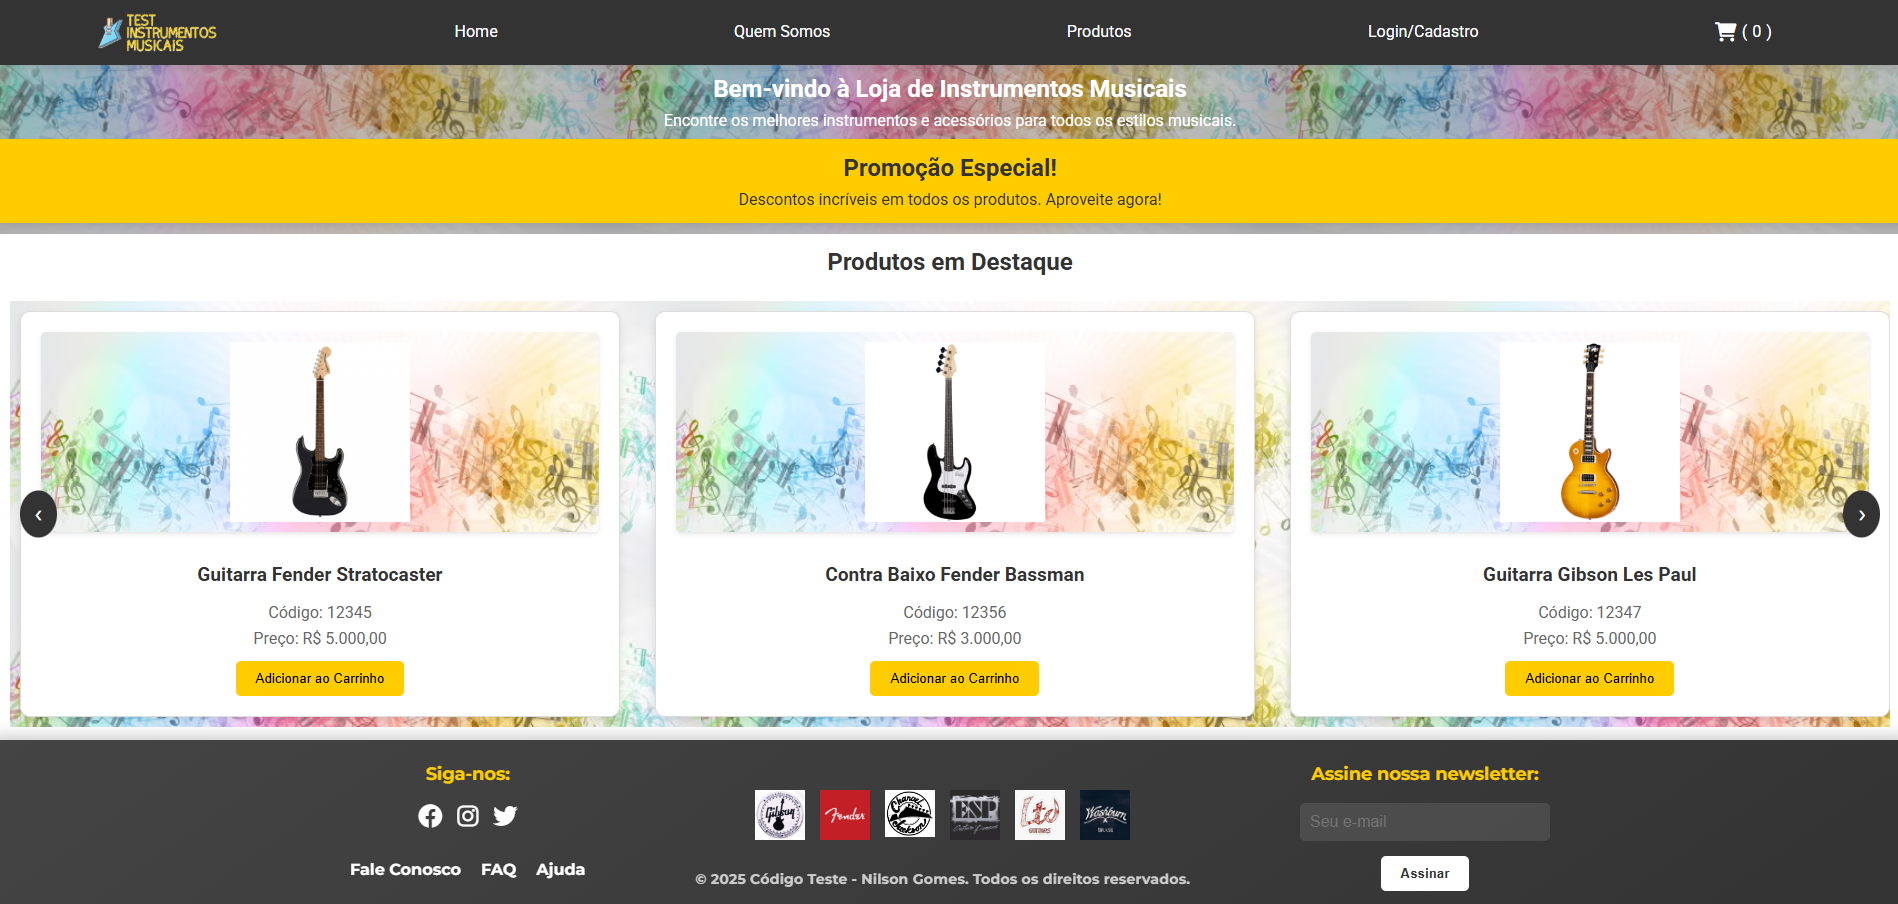 TEST
INSTRUMENTOS
MUSICAIS
Home
Quem Somos
Produtos
Login/Cadastro
( 0 )
Bem-vindo à Loja de Instrumentos Musicais
Encontre os melhores instrumentos e acessórios para todos os estilos musicais.
Promoção Especial!
Descontos incríveis em todos os produtos. Aproveite agora!
Produtos em Destaque
‹
›
Guitarra Fender Stratocaster
Código: 12345
Preço: R$ 5.000,00
Adicionar ao Carrinho
Contra Baixo Fender Bassman
Código: 12356
Preço: R$ 3.000,00
Adicionar ao Carrinho
Guitarra Gibson Les Paul
Código: 12347
Preço: R$ 5.000,00
Adicionar ao Carrinho
Siga-nos:
Fale Conosco
FAQ
Ajuda
Gibson
Fender
Charvel
Jackson
ESP
Ltd
GUITARS
Washburn
BRASIL
© 2025 Código Teste - Nilson Gomes. Todos os direitos reservados.
Assine nossa newsletter:
Seu e-mail
Assinar